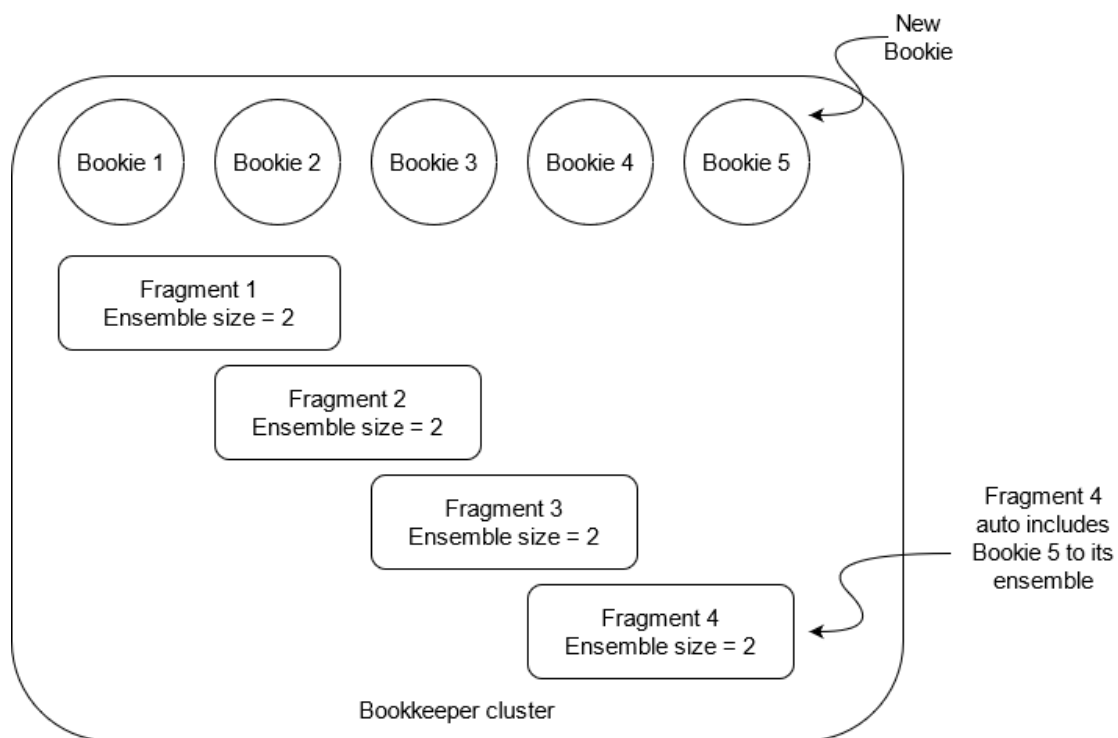 New
Bookie
Bookie 1
Bookie 2
Bookie 3
Bookie 4
Bookie 5
Fragment 1
Ensemble size = 2
Fragment 2
Ensemble size = 2
Fragment 3
Ensemble size = 2
Fragment 4
auto includes
Bookie 5 to its
ensemble
Fragment 4
Ensemble size = 2
Bookkeeper cluster